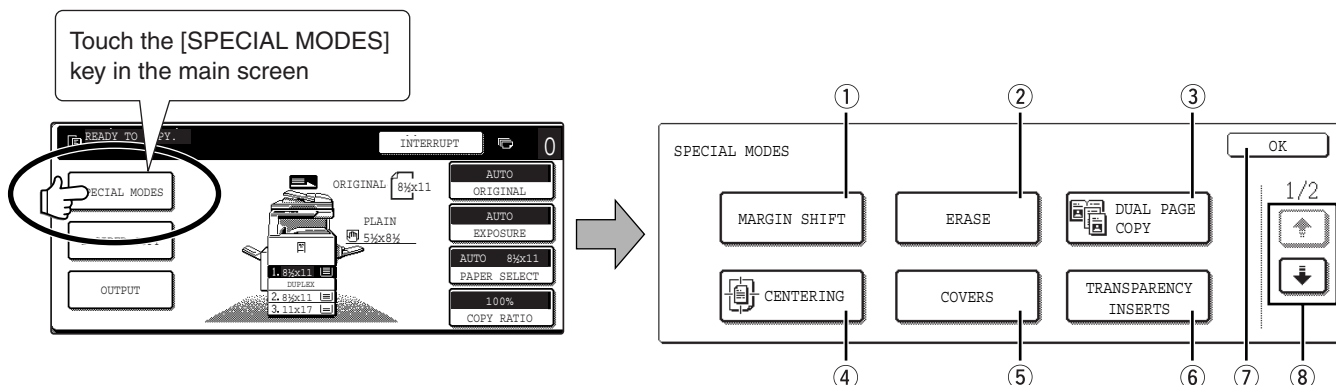 Touch the [SPECIAL MODES]
key in the main screen
READY TO
INTERRUPT
0
SPECIAL MODES
OUTPUT
ORIGINAL 8½x11
PLAIN
5½x8½
1. 8½x11
DUPLEX
2. 8½x11
3. 11x17
AUTO
ORIGINAL
AUTO
EXPOSURE
AUTO 8½x11
PAPER SELECT
100%
COPY RATIO
① ② ③
SPECIAL MODES
OK
1/2
MARGIN SHIFT
ERASE
DUAL PAGE
COPY
CENTERING
COVERS
TRANSPARENCY
INSERTS
④ ⑤ ⑥ ⑦ ⑧